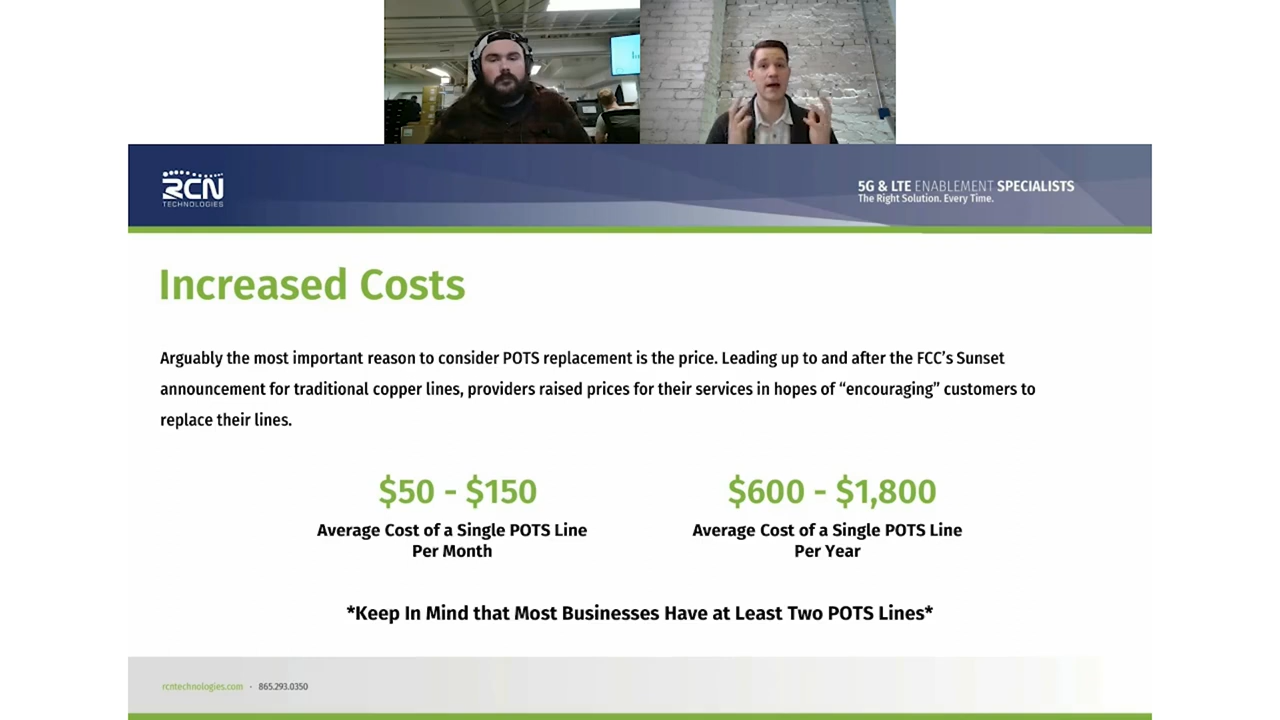 RCN
TECHNOLOGIES
5G & LTE ENABLEMENT SPECIALISTS
The Right Solution. Every Time.
Increased Costs
Arguably the most important reason to consider POTS replacement is the price. Leading up to and after the FCC’s Sunset
announcement for traditional copper lines, providers raised prices for their services in hopes of “encouraging” customers to
replace their lines.
$50 - $150
Average Cost of a Single POTS Line
Per Month
$600 - $1,800
Average Cost of a Single POTS Line
Per Year
*Keep In Mind that Most Businesses Have at Least Two POTS Lines*
rcntechnologies.com · 865.293.0350